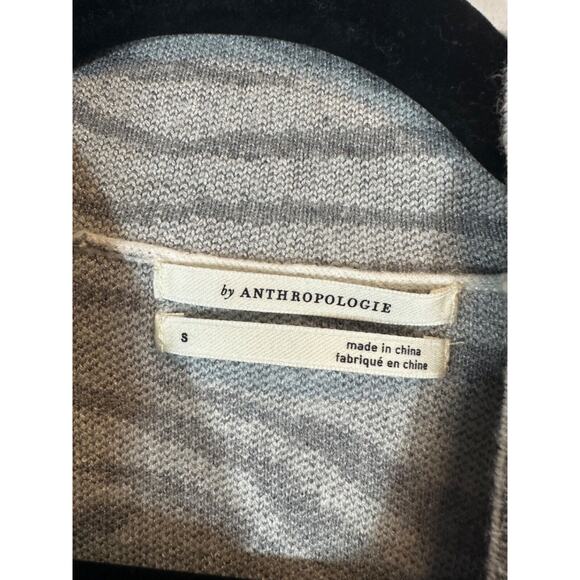 by ANTHROPOLOGIE
S
made in china
fabriqué en chine